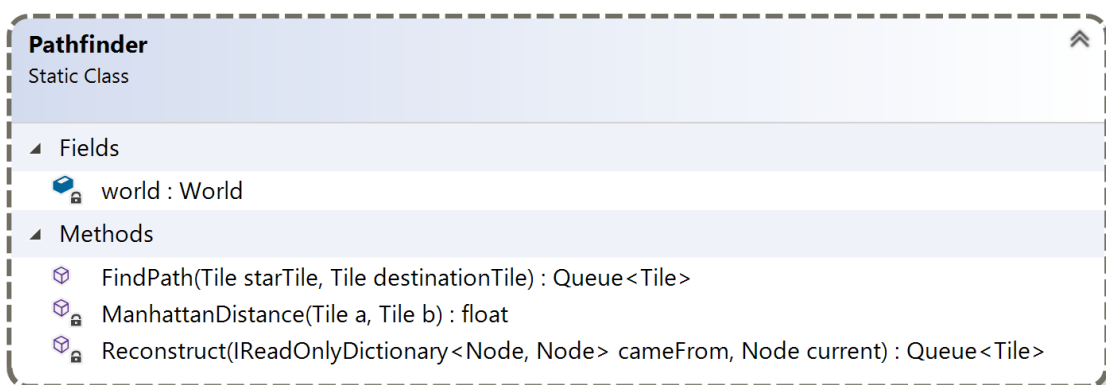 Pathfinder
Static Class
Fields
world : World
Methods
FindPath(Tile starTile, Tile destinationTile) : Queue<Tile>
ManhattanDistance(Tile a, Tile b) : float
Reconstruct(IReadOnlyDictionary<Node, Node> cameFrom, Node current) : Queue<Tile>